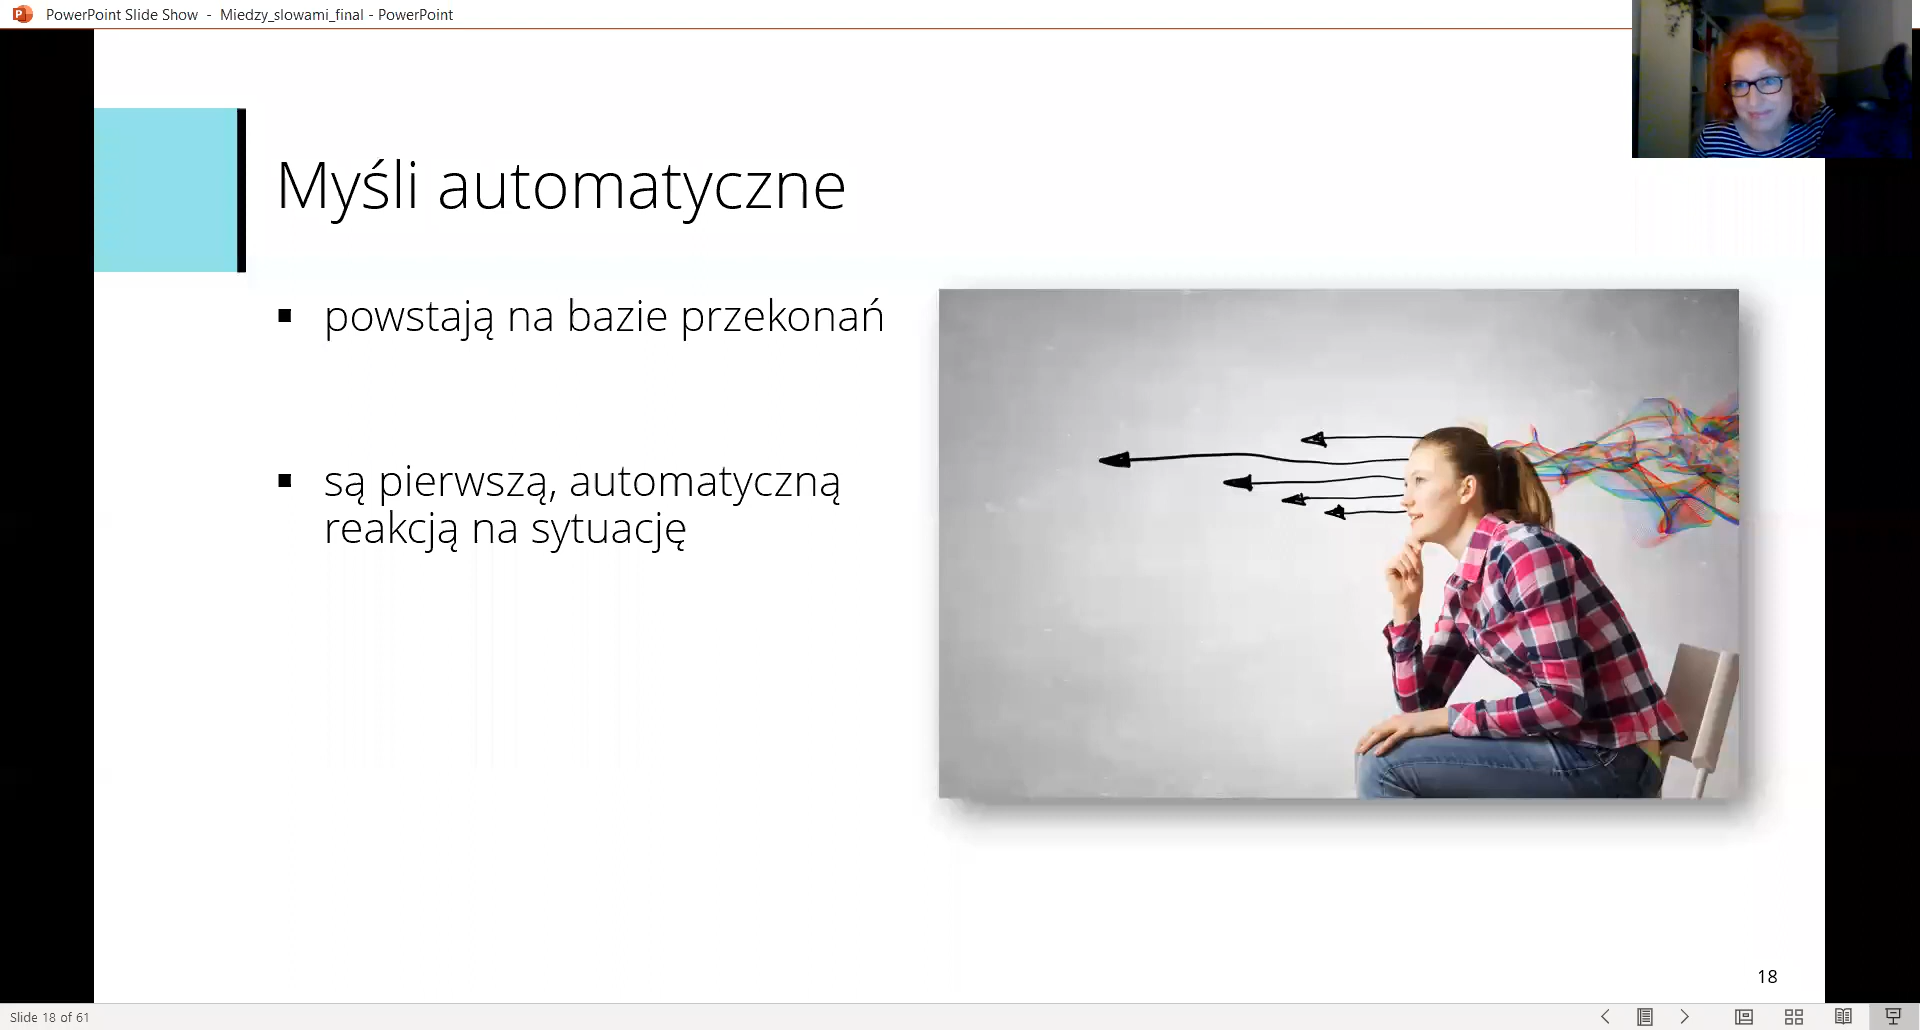 PowerPoint Slide Show - Miedzy_slowami_final - PowerPoint
Myśli automatyczne
▪ powstają na bazie przekonań
▪ są pierwszą, automatyczną
reakcją na sytuację
18
Slide 18 of 61